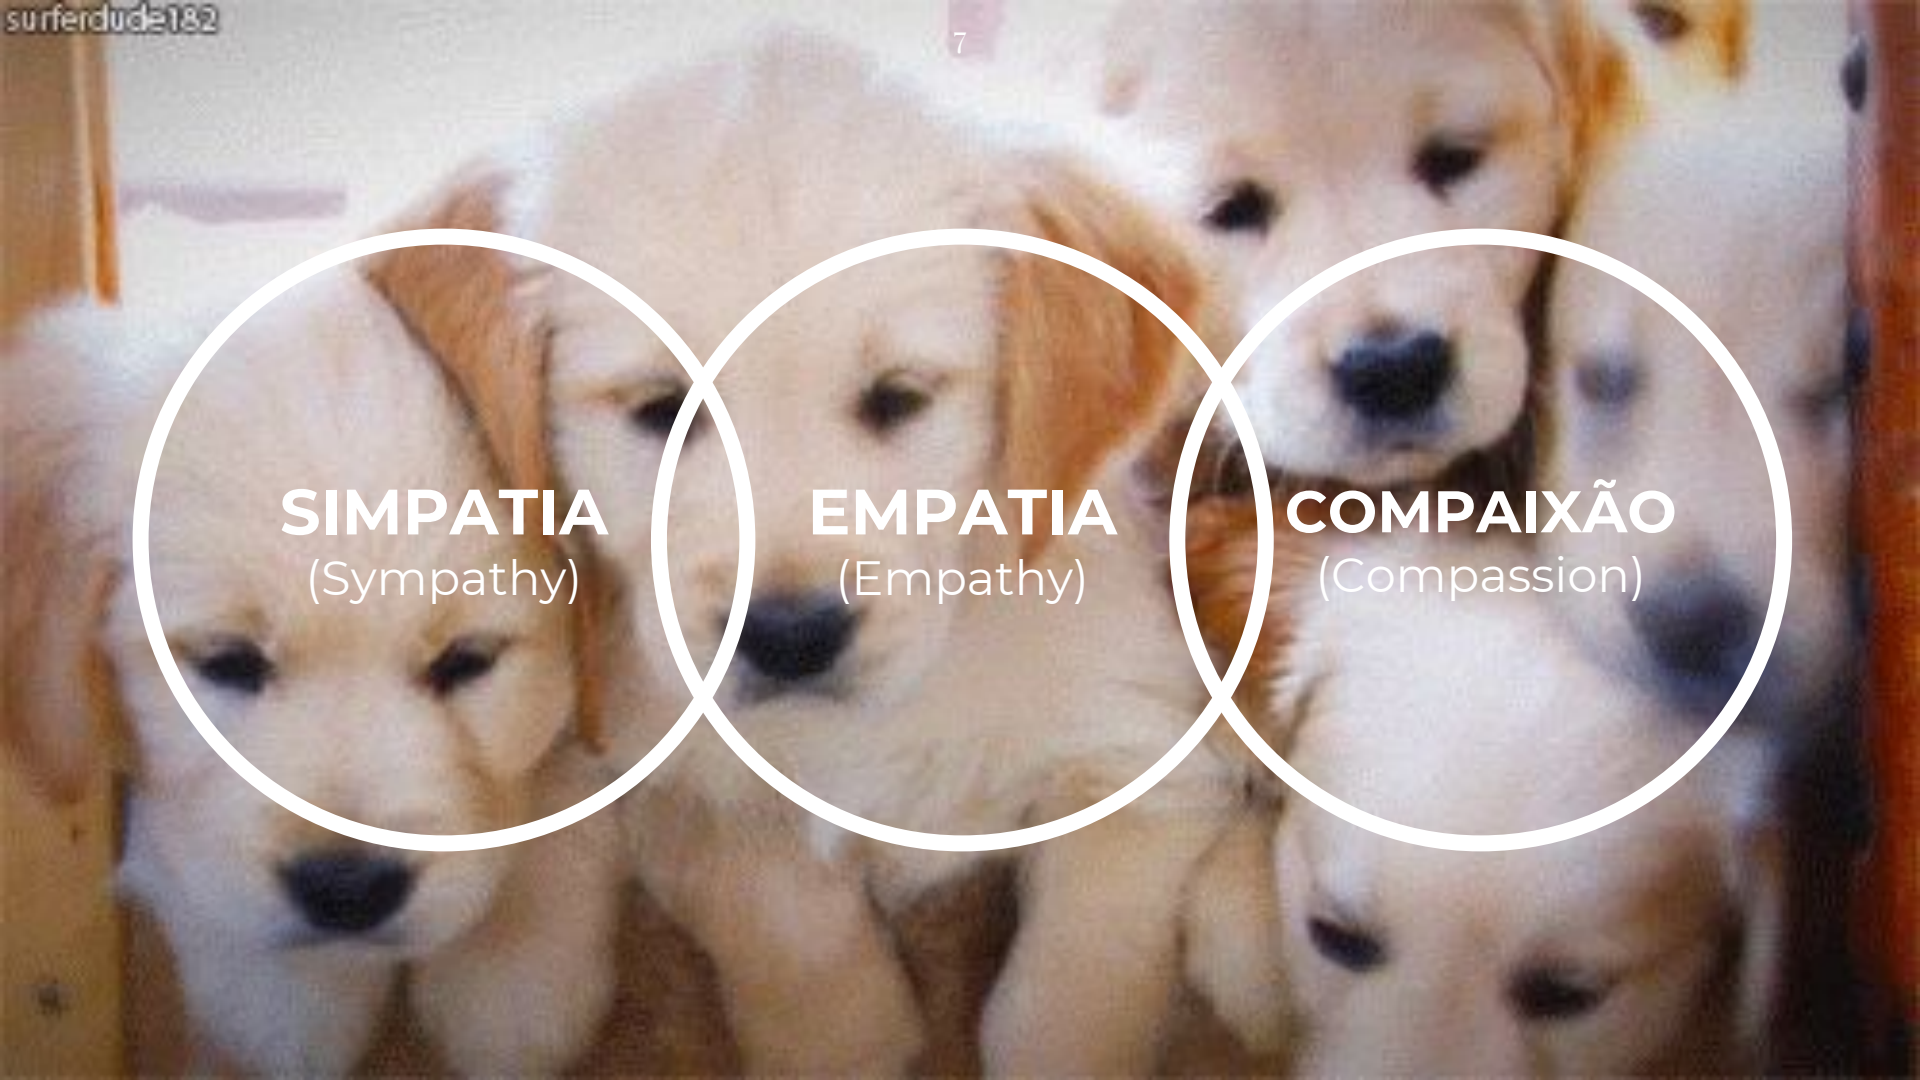 surferdude182
7
SIMPATIA
(Sympathy)
EMPATIA
(Empathy)
COMPAIXÃO
(Compassion)